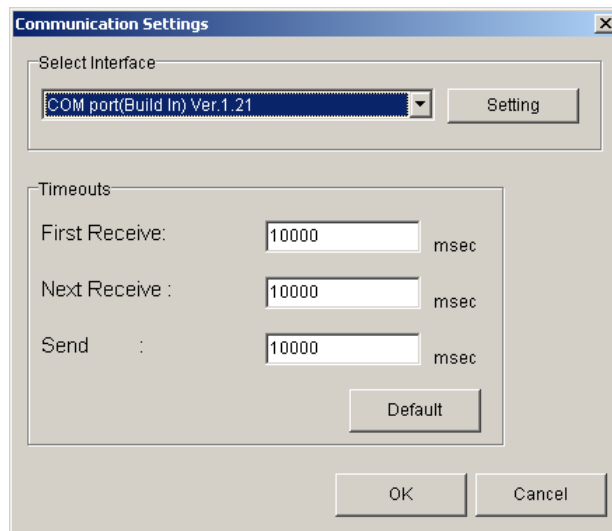 Communication Settings
Select Interface
COM port(Build In) Ver.1.21
Setting
Timeouts
First Receive: 10000 msec
Next Receive : 10000 msec
Send : 10000 msec
Default
OK Cancel